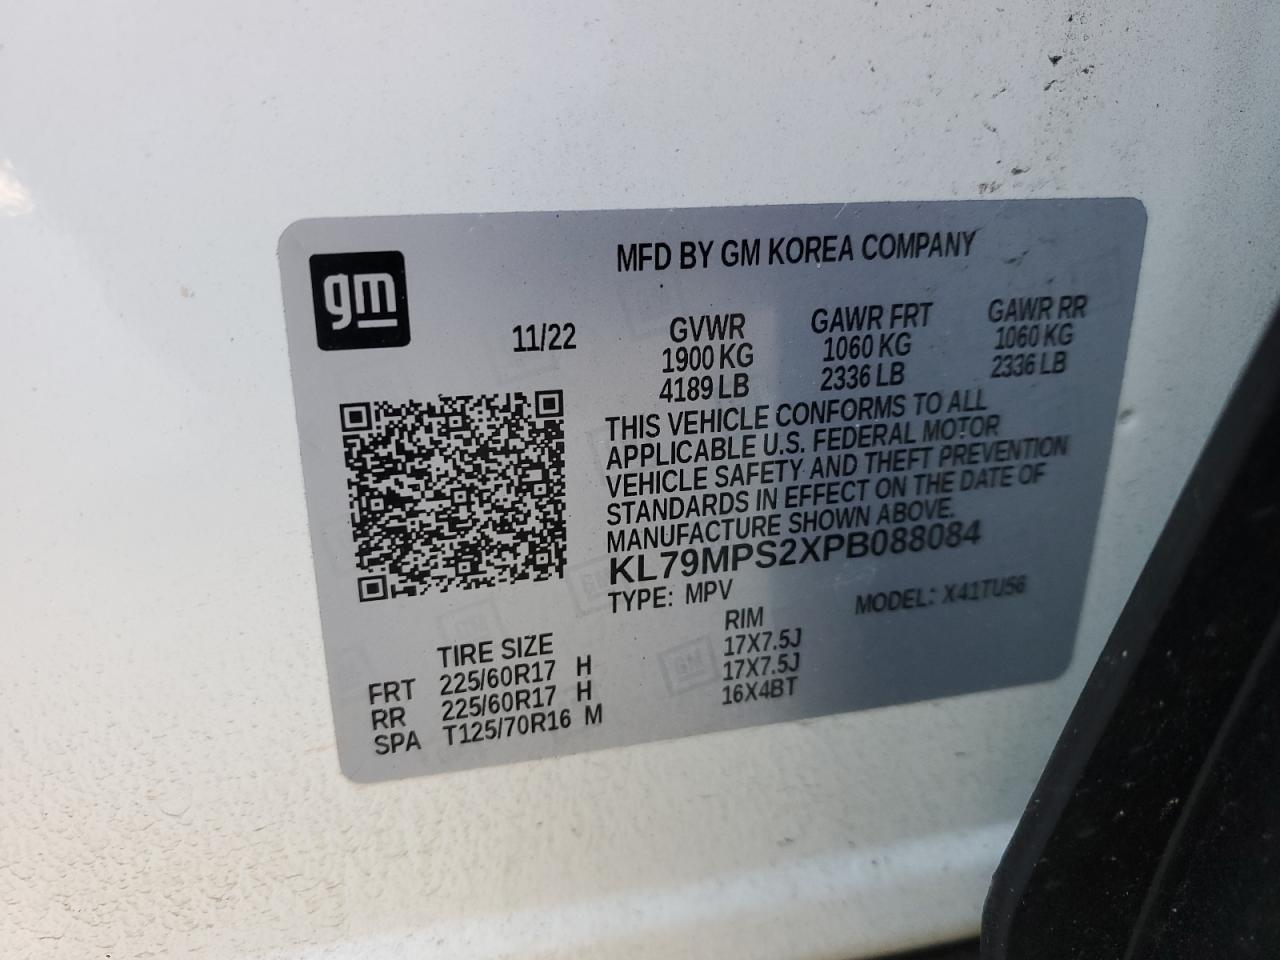 gm
MFD BY GM KOREA COMPANY
11/22
GVWR GAWR FRT GAWR RR
1900 KG 1060 KG 1060 KG
4189 LB 2336 LB 2336 LB
THIS VEHICLE CONFORMS TO ALL
APPLICABLE U.S. FEDERAL MOTOR
VEHICLE SAFETY AND THEFT PREVENTION
STANDARDS IN EFFECT ON THE DATE OF
MANUFACTURE SHOWN ABOVE.
KL79MPS2XPB088084
TYPE: MPV MODEL: X41TU56
TIRE SIZE RIM
FRT 225/60R17 H 17X7.5J
RR 225/60R17 H 17X7.5J
SPA T125/70R16 M 16X4BT